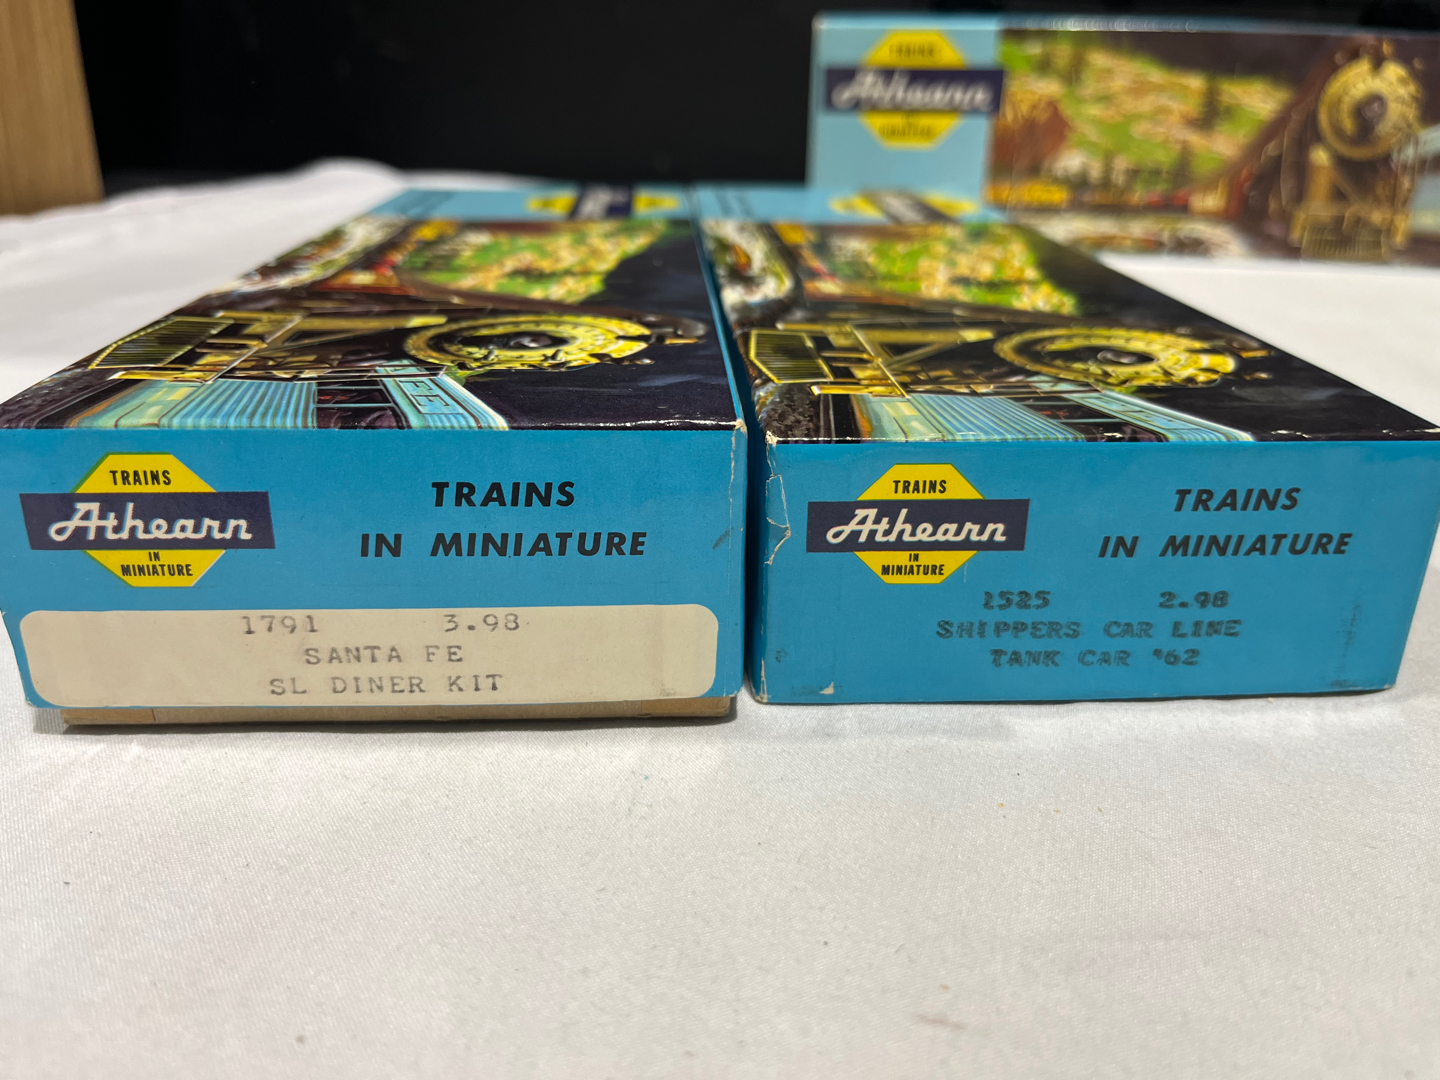 TRAINS
Athearn
TRAINS
Athearn
IN
MINIATURE
TRAINS
IN MINIATURE
1791 3.98
SANTA FE
SL DINER KIT
TRAINS
Athearn
IN
MINIATURE
TRAINS
IN MINIATURE
1525 2.98
SHIPPERS CAR LINE
TANK CAR '62